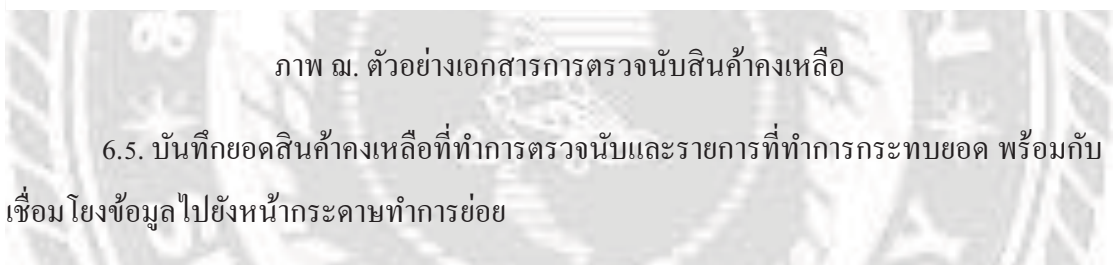 ภาพ ฌ. ตัวอย่างเอกสารการตรวจนับสินค้าคงเหลือ
6.5. บันทึกยอดสินค้าคงเหลือที่ทำการตรวจนับและรายการที่ทำการกระทบยอด พร้อมกับ
เชื่อมโยงข้อมูลไปยังหน้ากระดาษทำการย่อย